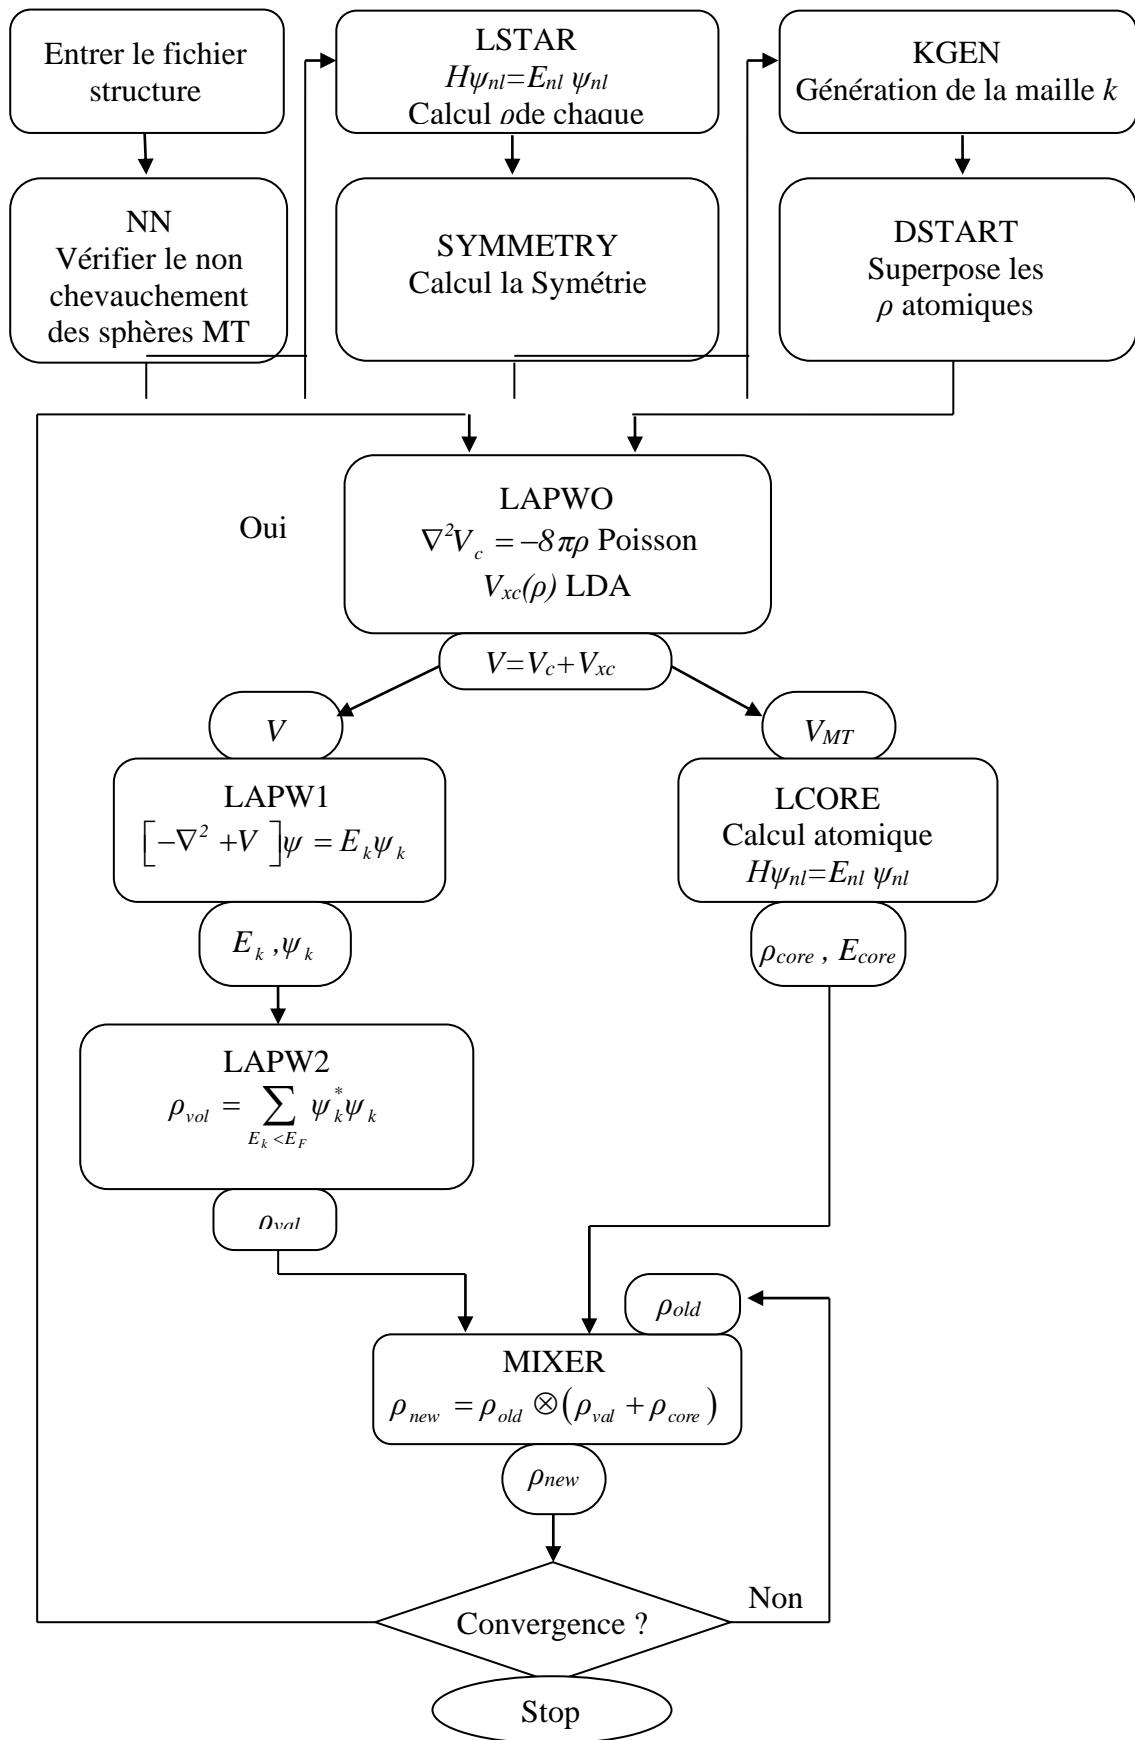 Entrer le fichier
structure
LSTAR
Hψnl=Enl ψnl
Calcul ρde chaque
KGEN
Génération de la maille k
NN
Vérifier le non
chevauchement
des sphères MT
SYMMETRY
Calcul la Symétrie
DSTART
Superpose les
ρ atomiques
Oui
LAPWO
∇²Vc = −8πρ Poisson
Vxc(ρ) LDA
V=Vc+Vxc
V
VMT
LAPW1
[−∇² +V ]ψ = Ekψk
LCORE
Calcul atomique
Hψnl=Enl ψnl
Ek ,ψk
ρcore , Ecore
LAPW2
ρvol = ∑Ek<EF ψ*kψk
ρval
ρold
MIXER
ρnew = ρold ⊗(ρval + ρcore)
ρnew
Convergence ?
Non
Stop